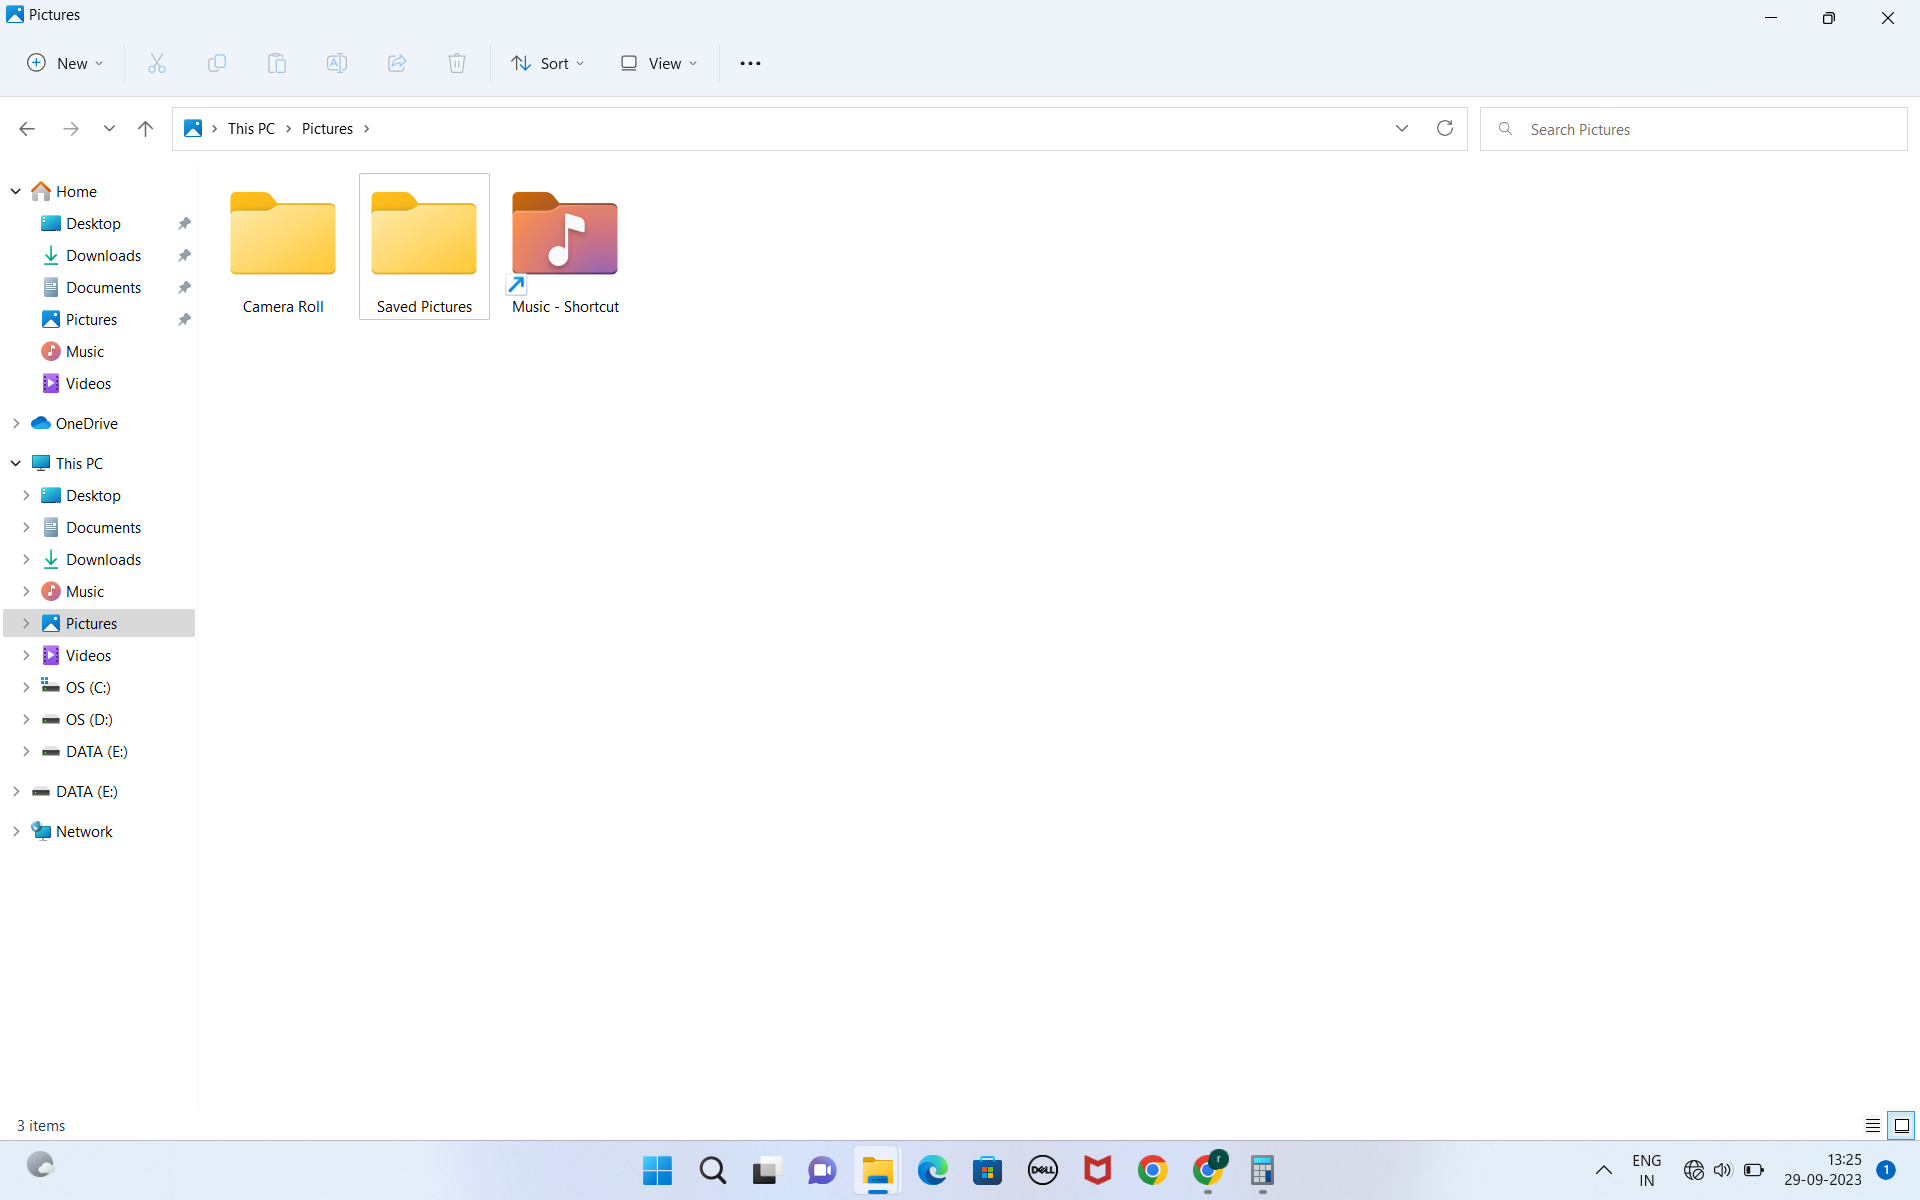 Pictures
New
Sort
View
This PC
Pictures
Search Pictures
Home
Desktop
Downloads
Documents
Pictures
Music
Videos
OneDrive
This PC
Desktop
Documents
Downloads
Music
Pictures
Videos
OS (C:)
OS (D:)
DATA (E:)
DATA (E:)
Network
Camera Roll
Saved Pictures
Music - Shortcut
3 items
DELL
r
ENG
IN
13:25
29-09-2023
1